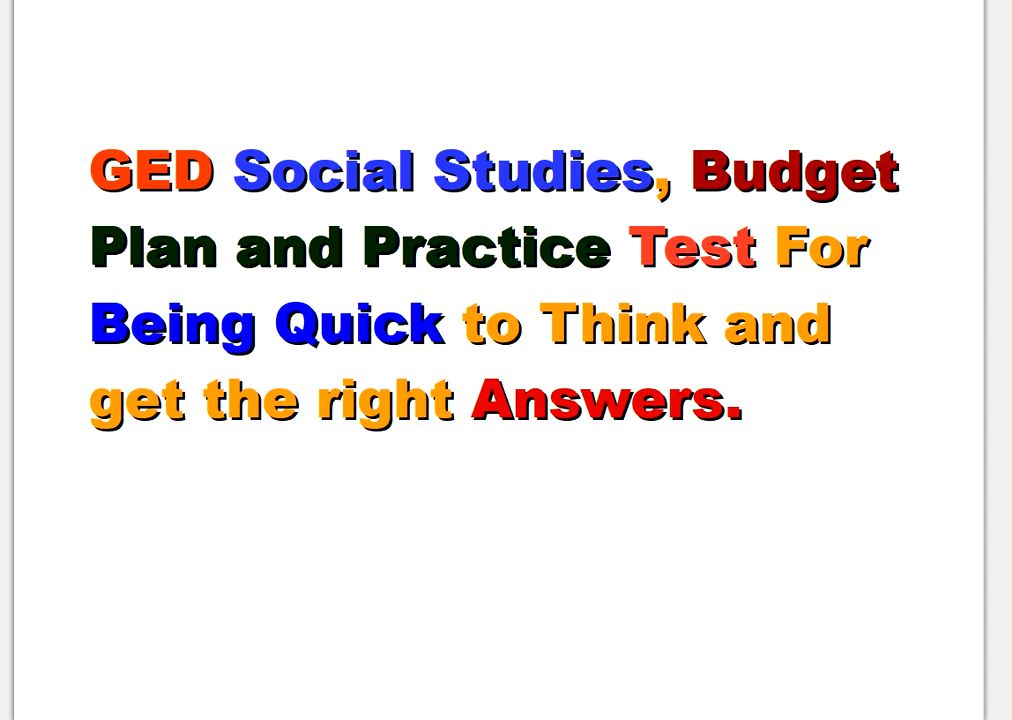 GED Social Studies, Budget
Plan and Practice Test For
Being Quick to Think and
get the right Answers.